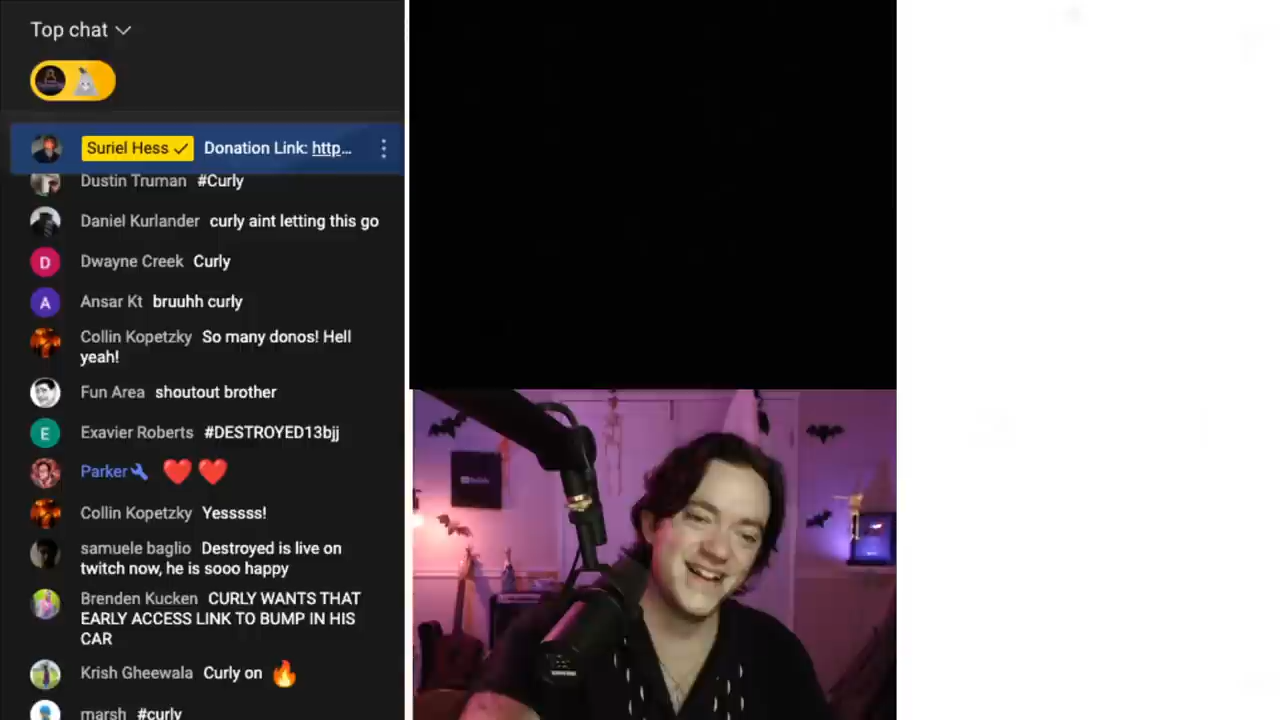 Top chat
Suriel Hess Donation Link: http...
Dustin Truman #Curly
Daniel Kurlander curly aint letting this go
D Dwayne Creek Curly
A Ansar Kt bruuhh curly
Collin Kopetzky So many donos! Hell
yeah!
Fun Area shoutout brother
E Exavier Roberts #DESTROYED13bjj
Parker ❤️❤️
Collin Kopetzky Yesssss!
samuele baglio Destroyed is live on
twitch now, he is sooo happy
Brenden Kucken CURLY WANTS THAT
EARLY ACCESS LINK TO BUMP IN HIS
CAR
Krish Gheewala Curly on 🔥
marsh #curly